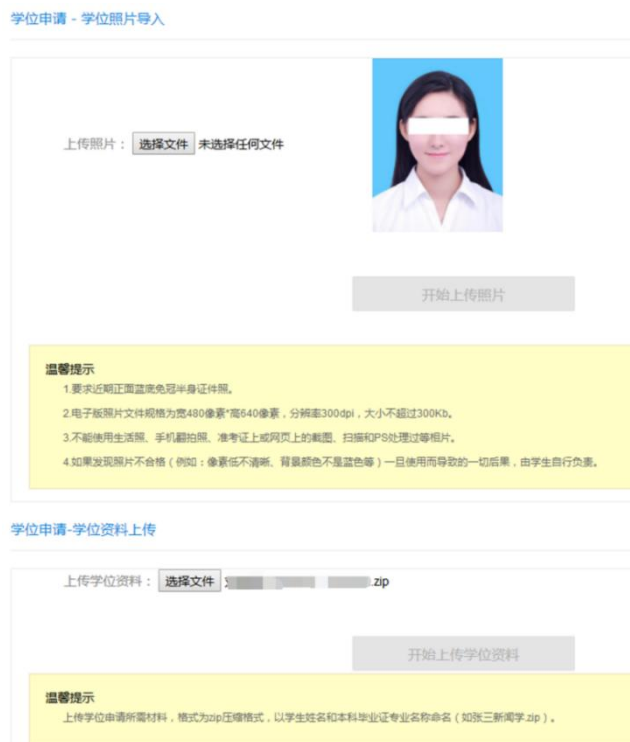 学位申请 - 学位照片导入
上传照片： 选择文件 未选择任何文件
开始上传照片
温馨提示
1.要求近期正面蓝底免冠半身证件照。
2.电子版照片文件规格为宽480像素*高640像素，分辨率300dpi，大小不超过300Kb。
3.不能使用生活照、手机翻拍照、准考证上或网页上的截图、扫描和PS处理过等相片。
4.如果发现照片不合格（例如：像素低不清晰、背景颜色不是蓝色等）一旦使用而导致的一切后果，由学生自行负责。
学位申请-学位资料上传
上传学位资料： 选择文件 .zip
开始上传学位资料
温馨提示
上传学位申请所需材料，格式为zip压缩格式，以学生姓名和本科毕业证专业名称命名（如张三新闻学.zip）。